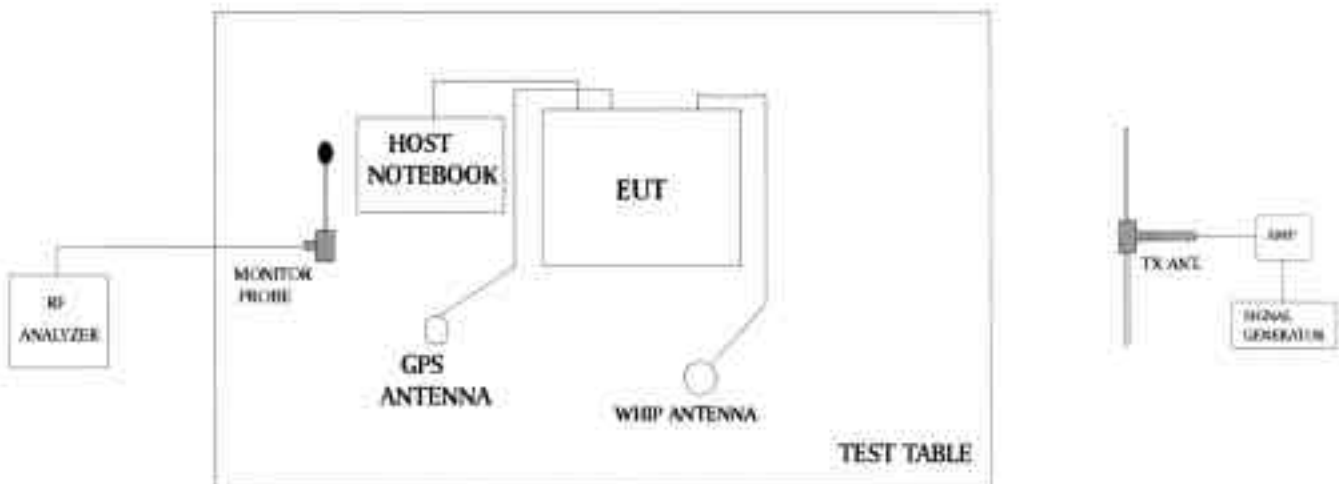 HOST
NOTEBOOK
EUT
MONITOR
PROBE
RF
ANALYZER
GPS
ANTENNA
WHIP ANTENNA
TEST TABLE
TX ANT.
AMP
SIGNAL
GENERATOR